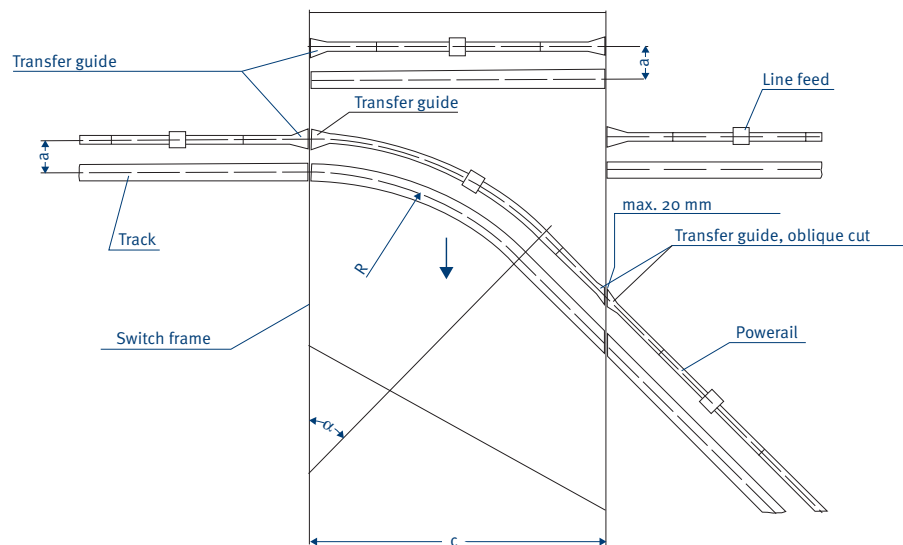 Transfer guide
a
Line feed
Transfer guide
a
max. 20 mm
Track
R
Transfer guide, oblique cut
Switch frame
Powerail
α
c